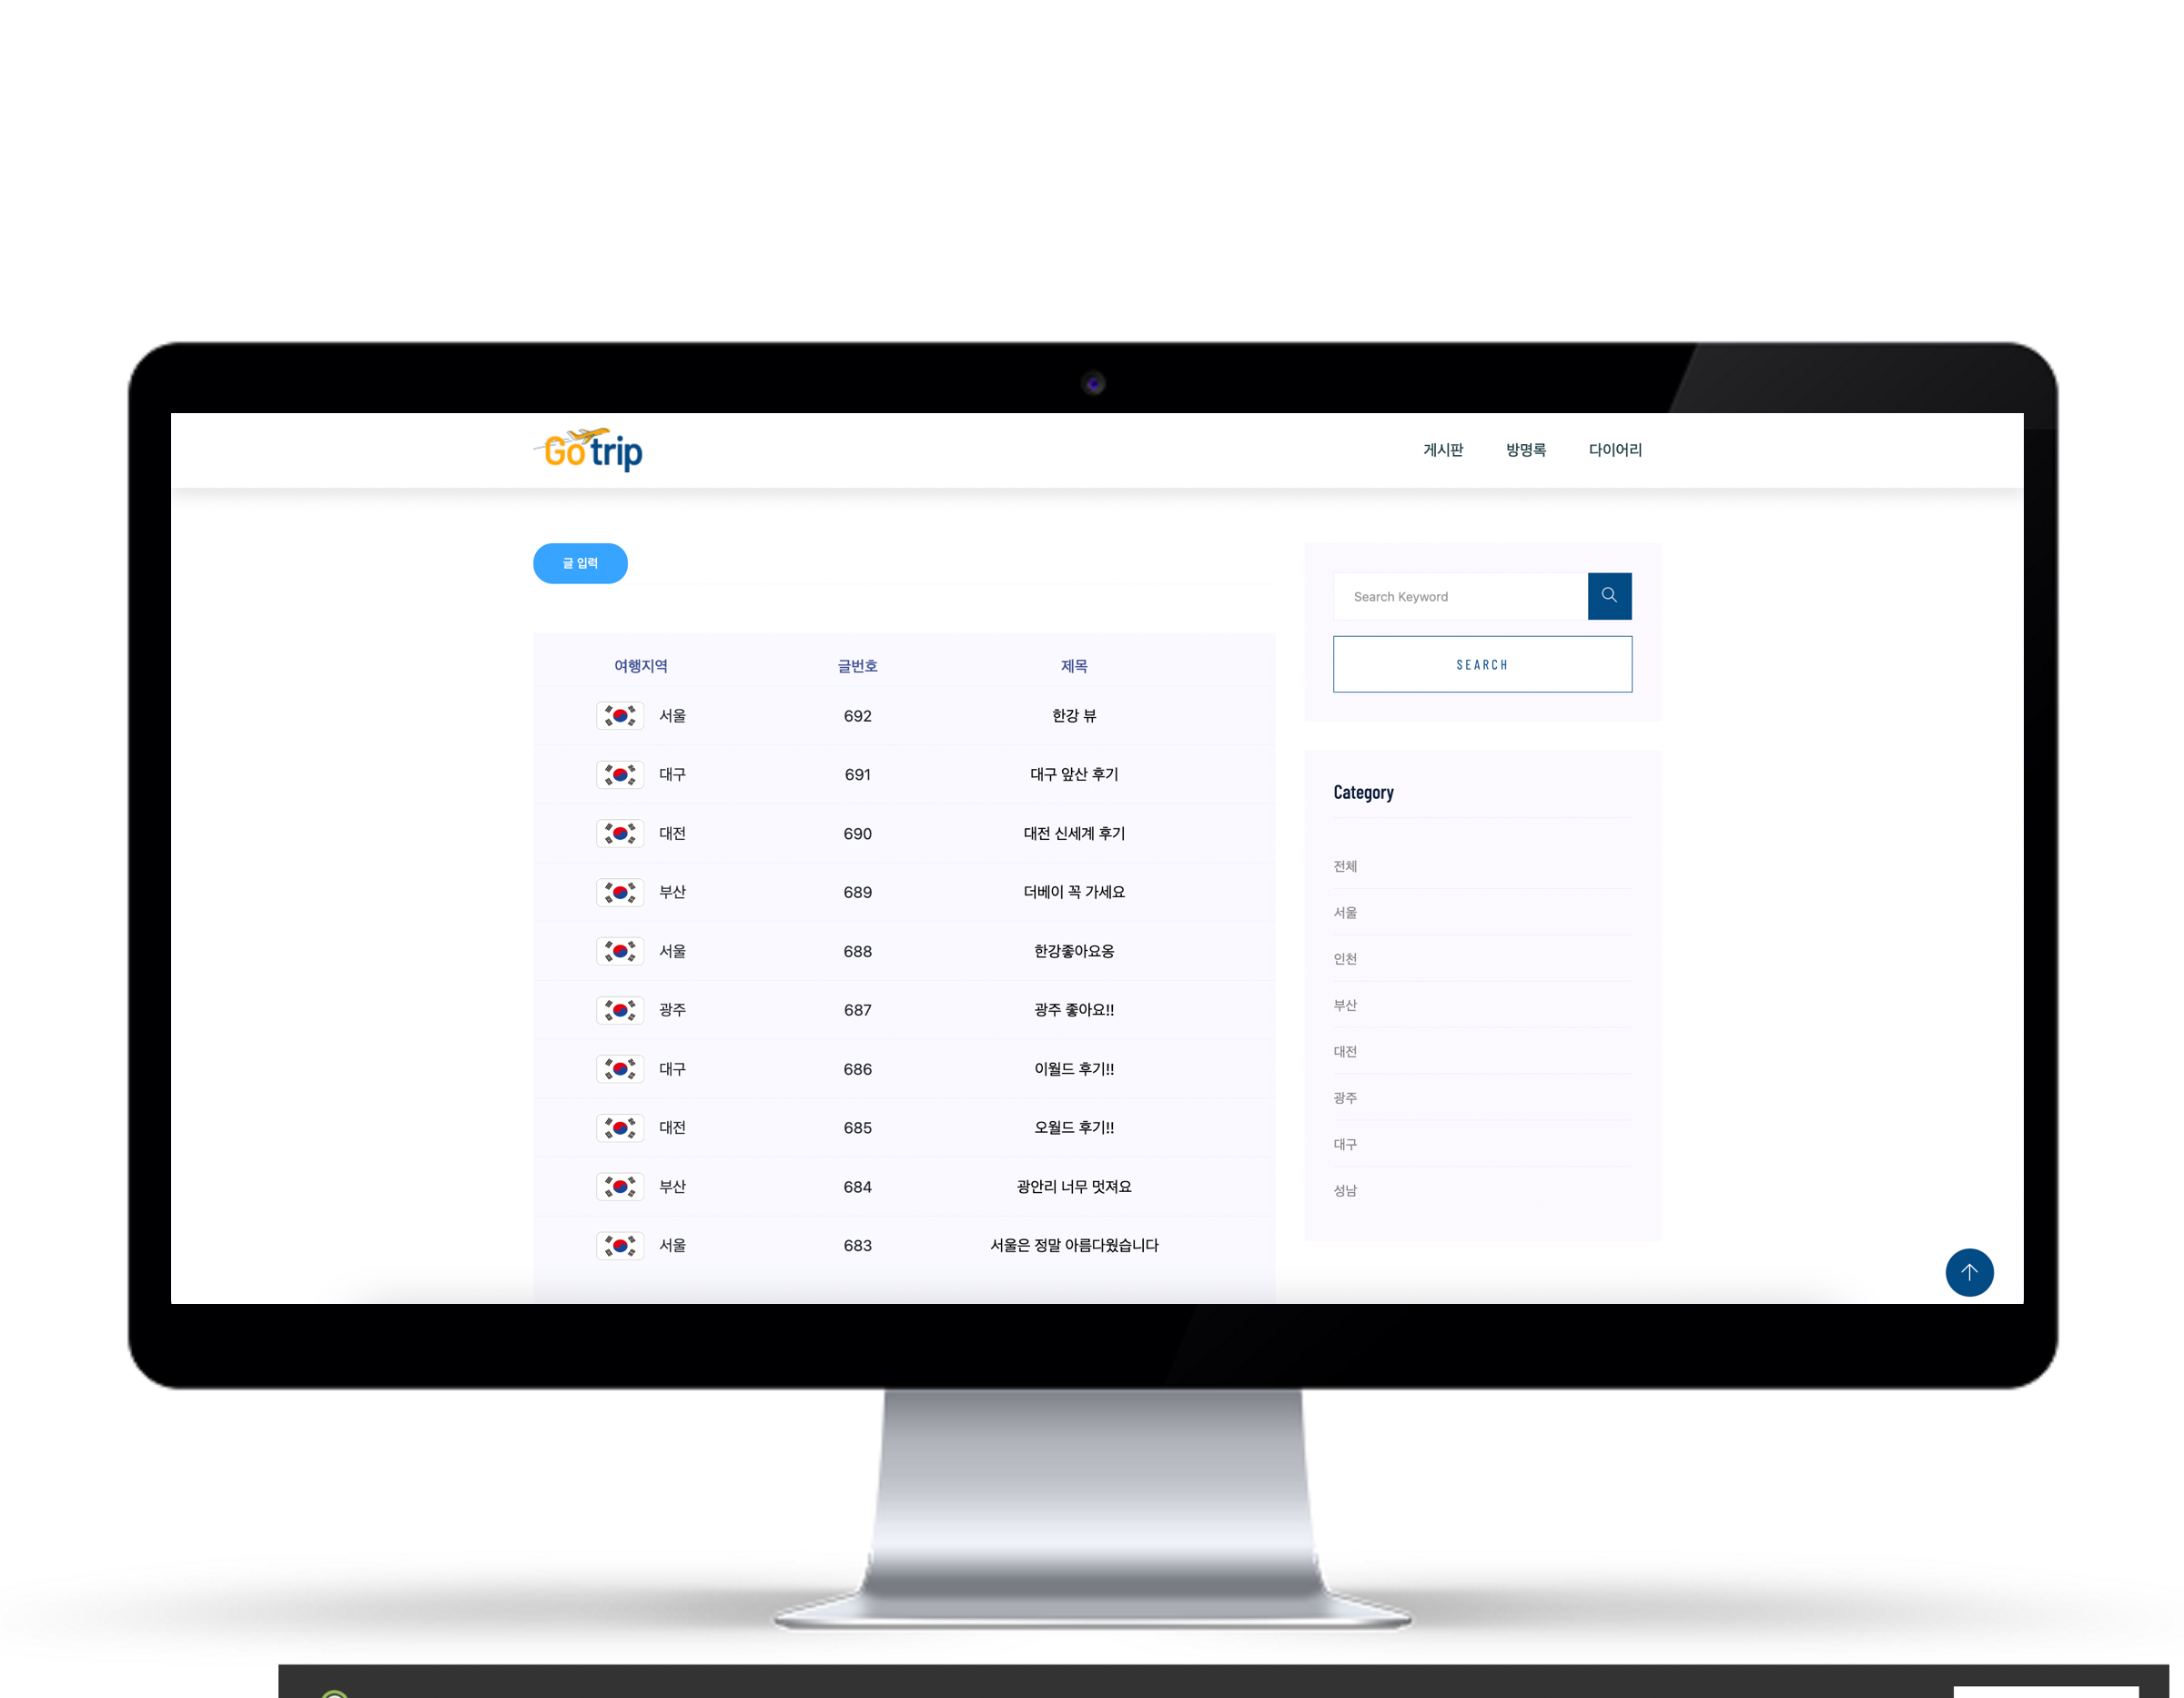 Gotrip
게시판 방명록 다이어리
글 입력
여행지역 글번호 제목
서울 692 한강 뷰
대구 691 대구 앞산 후기
대전 690 대전 신세계 후기
부산 689 더베이 꼭 가세요
서울 688 한강좋아요옹
광주 687 광주 좋아요!!
대구 686 이월드 후기!!
대전 685 오월드 후기!!
부산 684 광안리 너무 멋져요
서울 683 서울은 정말 아름다웠습니다
Search Keyword
SEARCH
Category
전체
서울
인천
부산
대전
광주
대구
성남